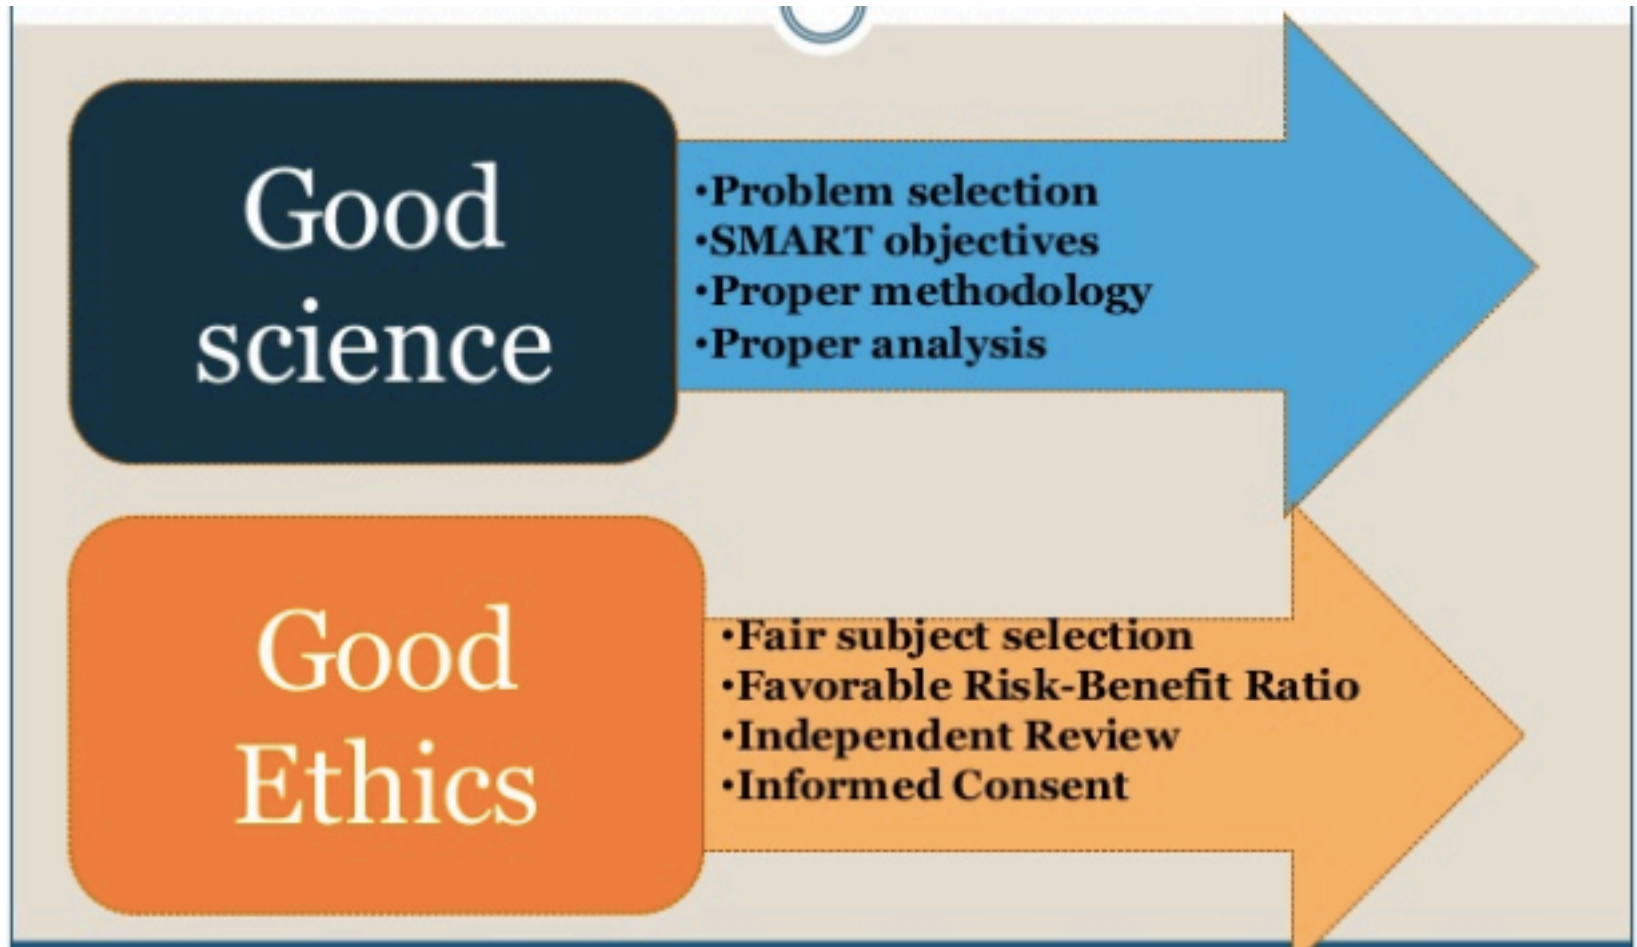 Good
science
•Problem selection
•SMART objectives
•Proper methodology
•Proper analysis
Good
Ethics
•Fair subject selection
•Favorable Risk-Benefit Ratio
•Independent Review
•Informed Consent